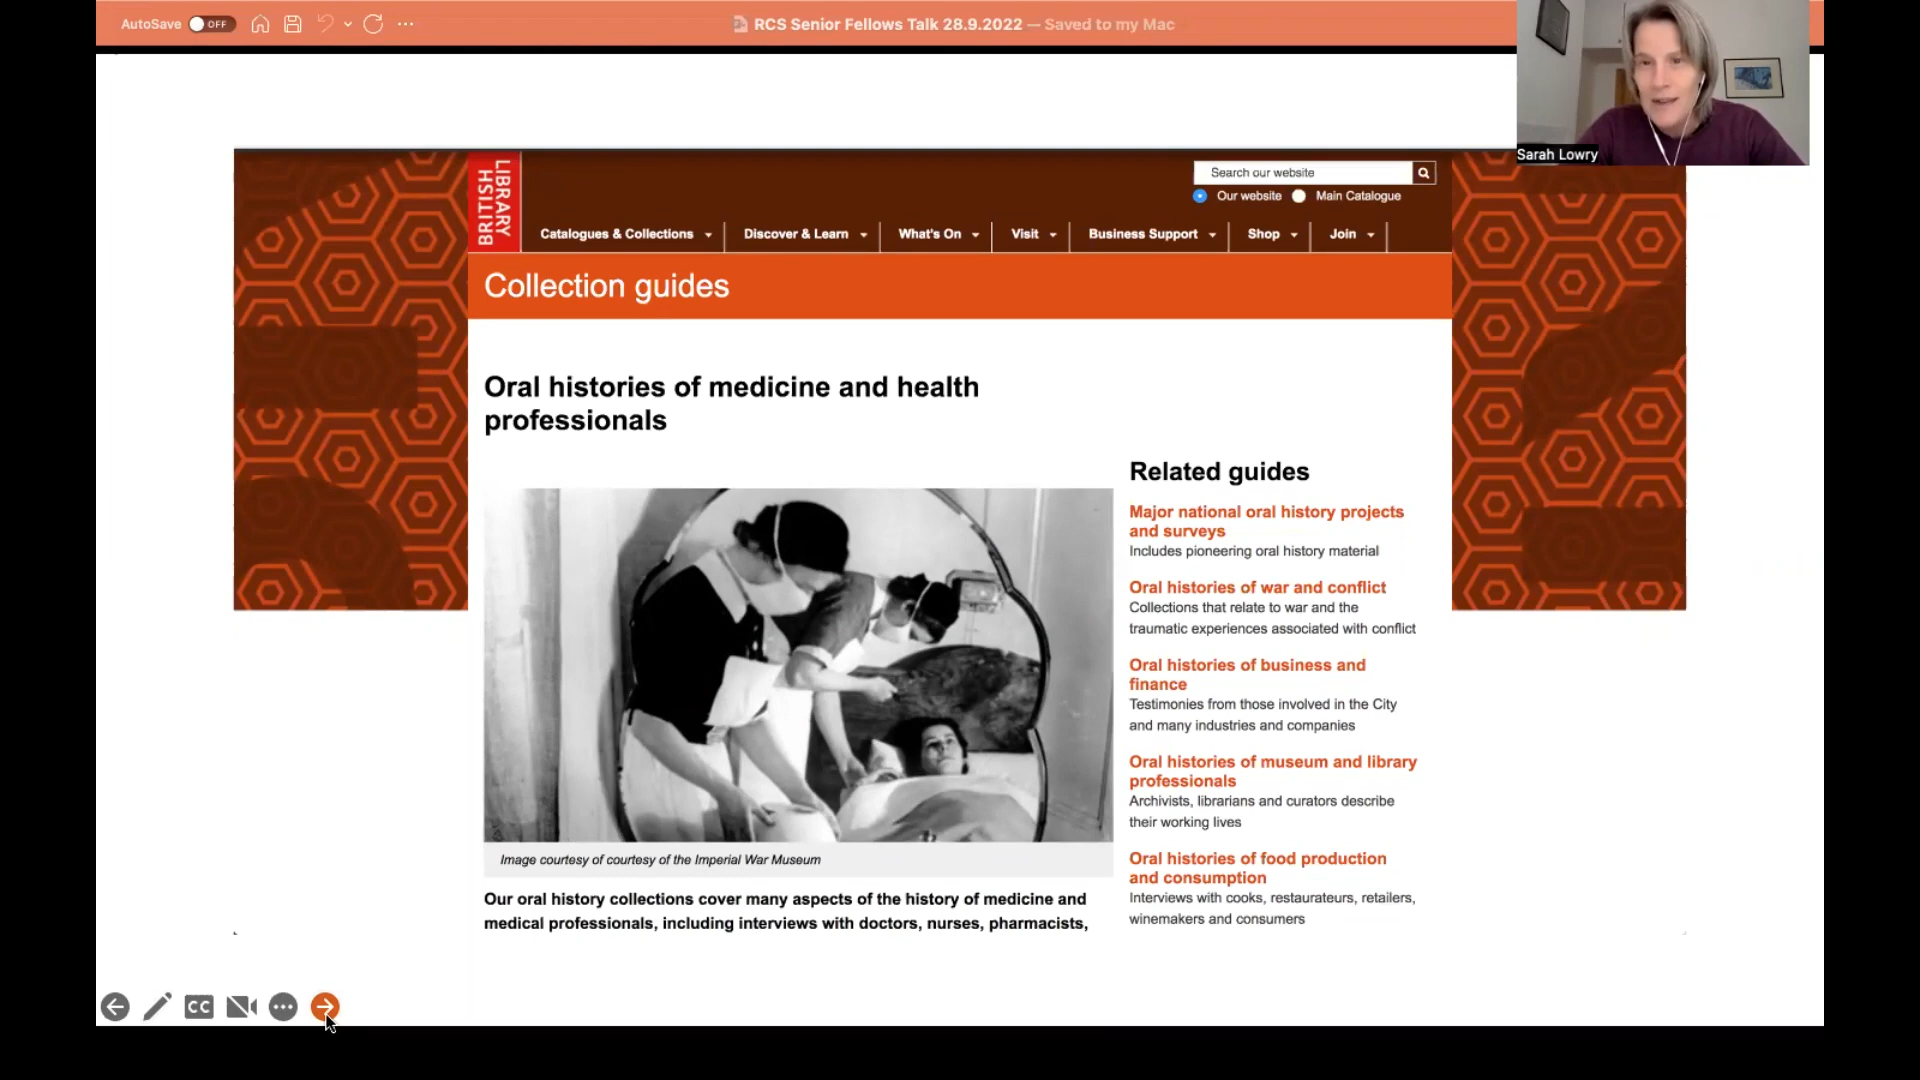 AutoSave OFF
RCS Senior Fellows Talk 28.9.2022 — Saved to my Mac
Sarah Lowry
BRITISH
LIBRARY
Search our website
Our website Main Catalogue
Catalogues & Collections Discover & Learn What's On Visit Business Support Shop Join
Collection guides
Oral histories of medicine and health
professionals
Image courtesy of courtesy of the Imperial War Museum
Our oral history collections cover many aspects of the history of medicine and
medical professionals, including interviews with doctors, nurses, pharmacists,
Related guides
Major national oral history projects
and surveys
Includes pioneering oral history material
Oral histories of war and conflict
Collections that relate to war and the
traumatic experiences associated with conflict
Oral histories of business and
finance
Testimonies from those involved in the City
and many industries and companies
Oral histories of museum and library
professionals
Archivists, librarians and curators describe
their working lives
Oral histories of food production
and consumption
Interviews with cooks, restaurateurs, retailers,
winemakers and consumers
CC